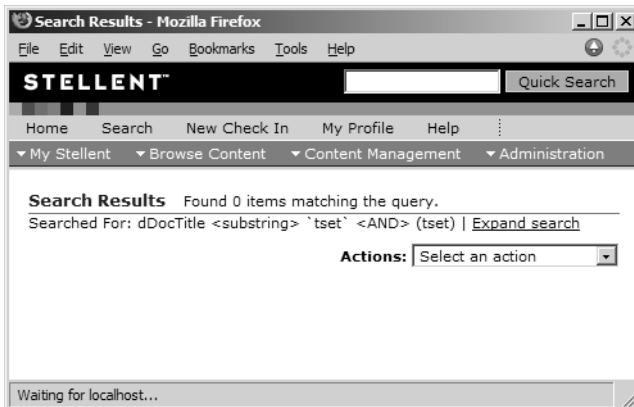 Search Results - Mozilla Firefox
File Edit View Go Bookmarks Tools Help
STELLENT™ Quick Search
Home Search New Check In My Profile Help
My Stellent Browse Content Content Management Administration
Search Results Found 0 items matching the query.
Searched For: dDocTitle <substring> `tset` <AND> (tset) | Expand search
Actions: Select an action
Waiting for localhost...